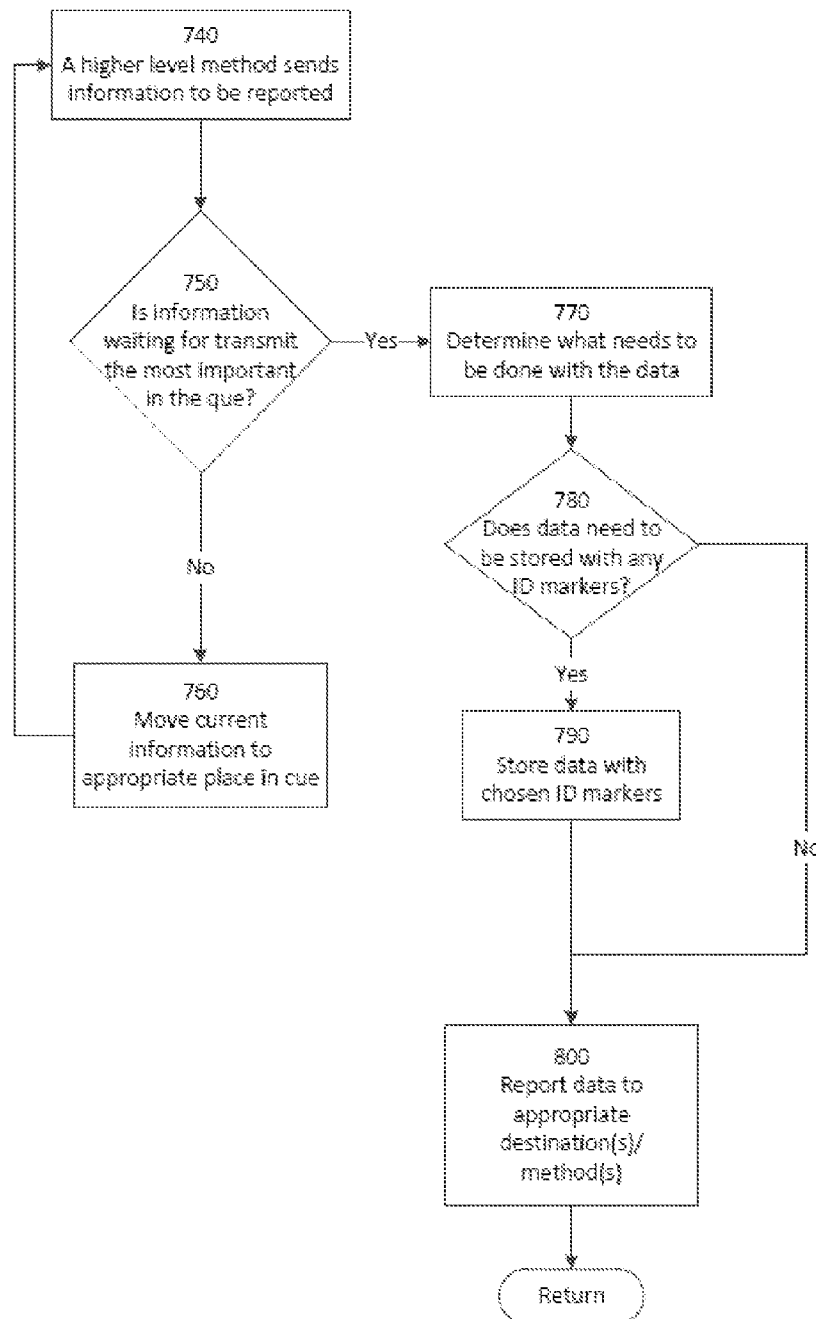 740
A higher level method sends
information to be reported
750
Is information
waiting for transmit
the most important
in the que?
Yes
770
Determine what needs to
be done with the data
780
Does data need to
be stored with any
ID markers?
No
760
Move current
information to
appropriate place in cue
Yes
790
Store data with
chosen ID markers
No
800
Report data to
appropriate
destination(s)/
method(s)
Return